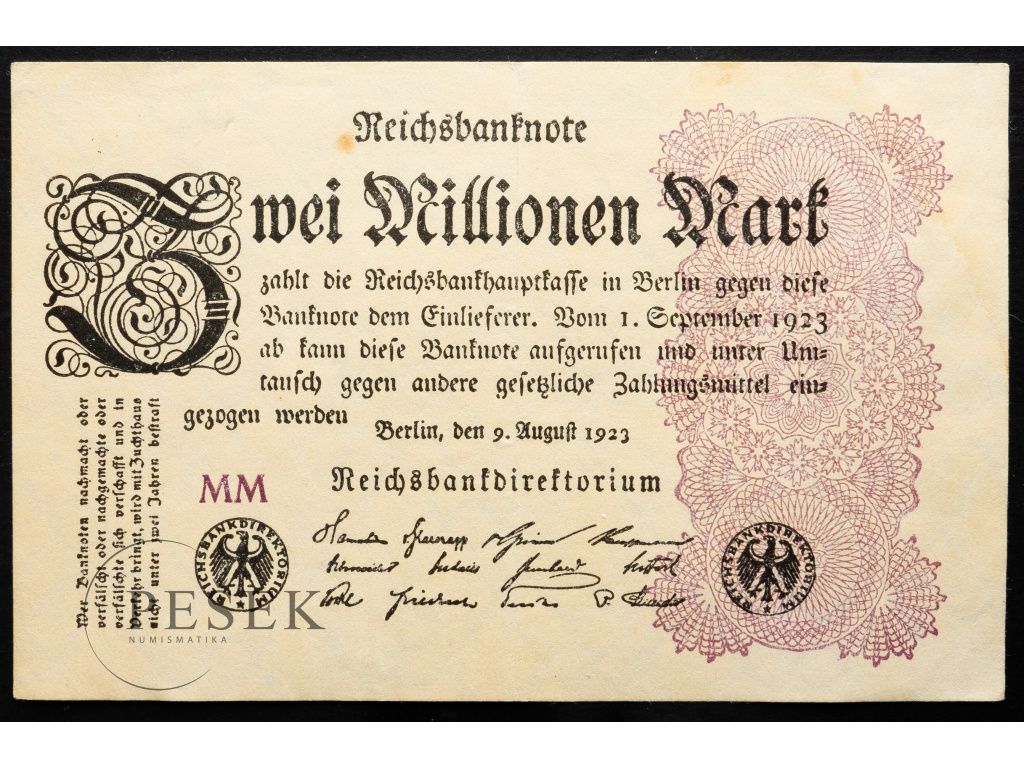 Reichsbanknote
Zwei Millionen Mark
zahlt die Reichsbankhauptkasse in Berlin gegen diese
Banknote dem Einlieferer. Vom 1. September 1923
ab kann diese Banknote aufgerufen und unter Um-
tausch gegen andere gesetzliche Zahlungsmittel ein-
gezogen werden
Berlin, den 9. August 1923
Reichsbankdirektorium
MM
REICHSBANKDIREKTORIUM
REICHSBANKDIREKTORIUM
Wer Banknoten nachmacht oder
verfälscht oder nachgemachte oder
verfälschte sich verschafft und in
Verkehr bringt, wird mit Zuchthaus
nicht unter zwei Jahren bestraft
PESEK
NUMISMATIKA